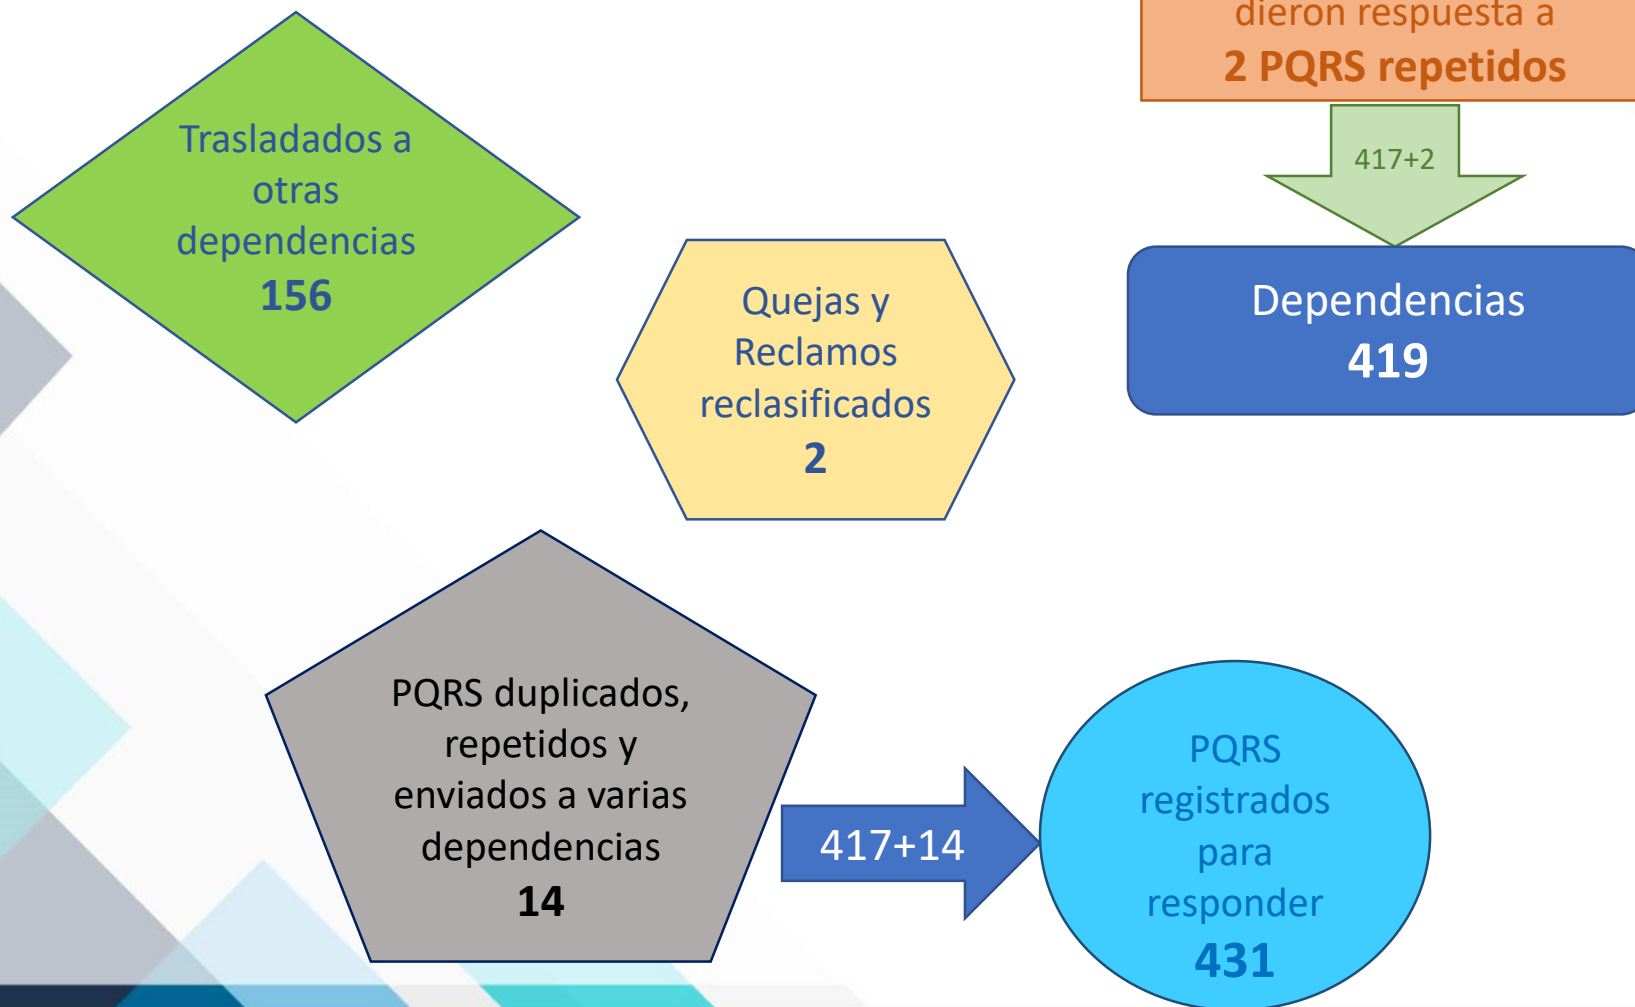 dieron respuesta a
2 PQRS repetidos
417+2
Dependencias
419
Trasladados a
otras
dependencias
156
Quejas y
Reclamos
reclasificados
2
PQRS duplicados,
repetidos y
enviados a varias
dependencias
14
417+14
PQRS
registrados
para
responder
431